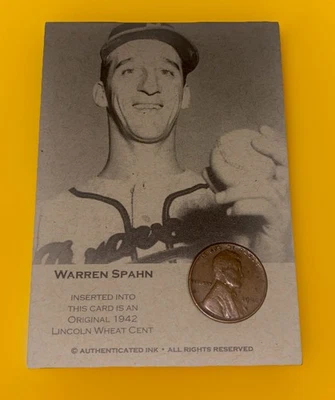 WARREN SPAHN
INSERTED INTO
THIS CARD IS AN
ORIGINAL 1942
LINCOLN WHEAT CENT
© AUTHENTICATED INK • ALL RIGHTS RESERVED